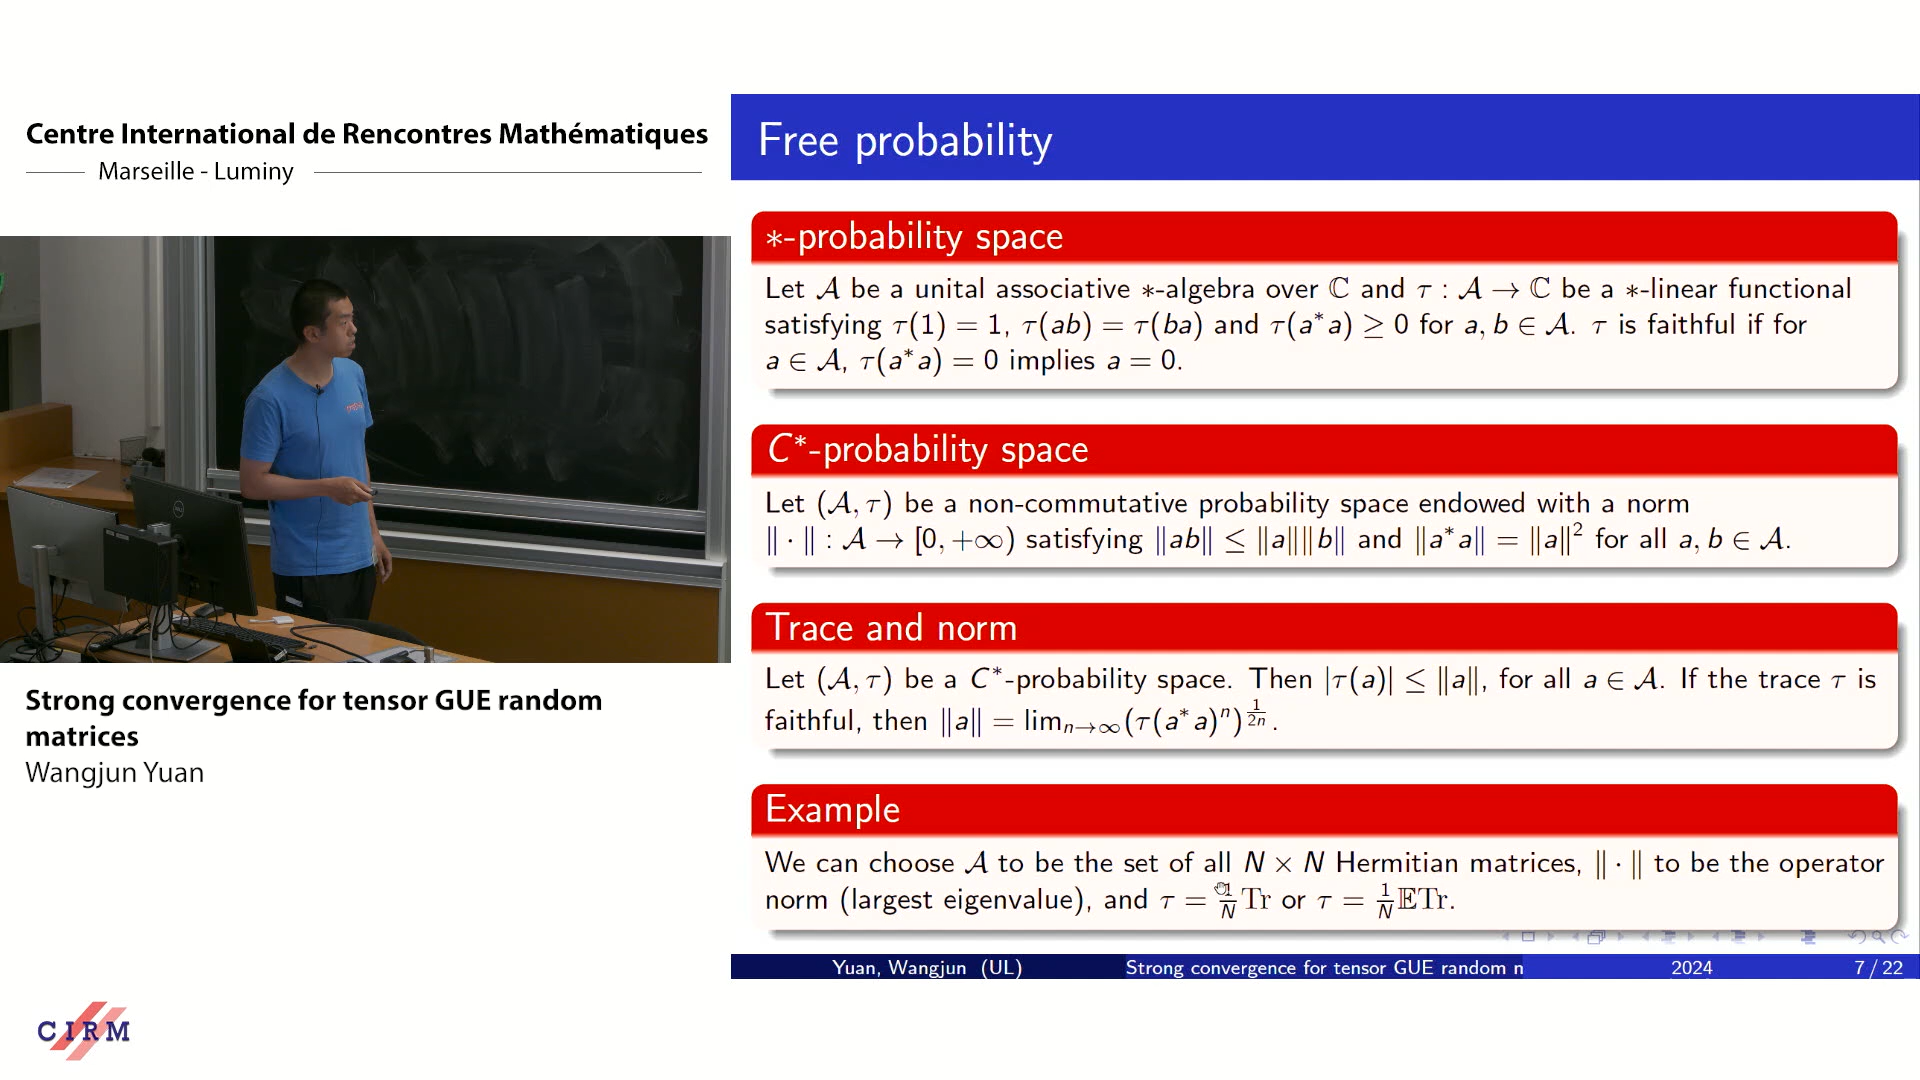 Centre International de Rencontres Mathématiques
Marseille - Luminy
Strong convergence for tensor GUE random
matrices
Wangjun Yuan
CIRM
Free probability
∗-probability space
Let 𝒜 be a unital associative ∗-algebra over ℂ and τ : 𝒜 → ℂ be a ∗-linear functional
satisfying τ(1) = 1, τ(ab) = τ(ba) and τ(a*a) ≥ 0 for a, b ∈ 𝒜. τ is faithful if for
a ∈ 𝒜, τ(a*a) = 0 implies a = 0.
C*-probability space
Let (𝒜, τ) be a non-commutative probability space endowed with a norm
‖ · ‖ : 𝒜 → [0, +∞) satisfying ‖ab‖ ≤ ‖a‖‖b‖ and ‖a*a‖ = ‖a‖² for all a, b ∈ 𝒜.
Trace and norm
Let (𝒜, τ) be a C*-probability space. Then |τ(a)| ≤ ‖a‖, for all a ∈ 𝒜. If the trace τ is
faithful, then ‖a‖ = lim_{n→∞}(τ(a*a)^n)^{1/2n}.
Example
We can choose 𝒜 to be the set of all N × N Hermitian matrices, ‖ · ‖ to be the operator
norm (largest eigenvalue), and τ = 1/N Tr or τ = 1/N 𝔼Tr.
Yuan, Wangjun (UL) Strong convergence for tensor GUE random n 2024 7 / 22